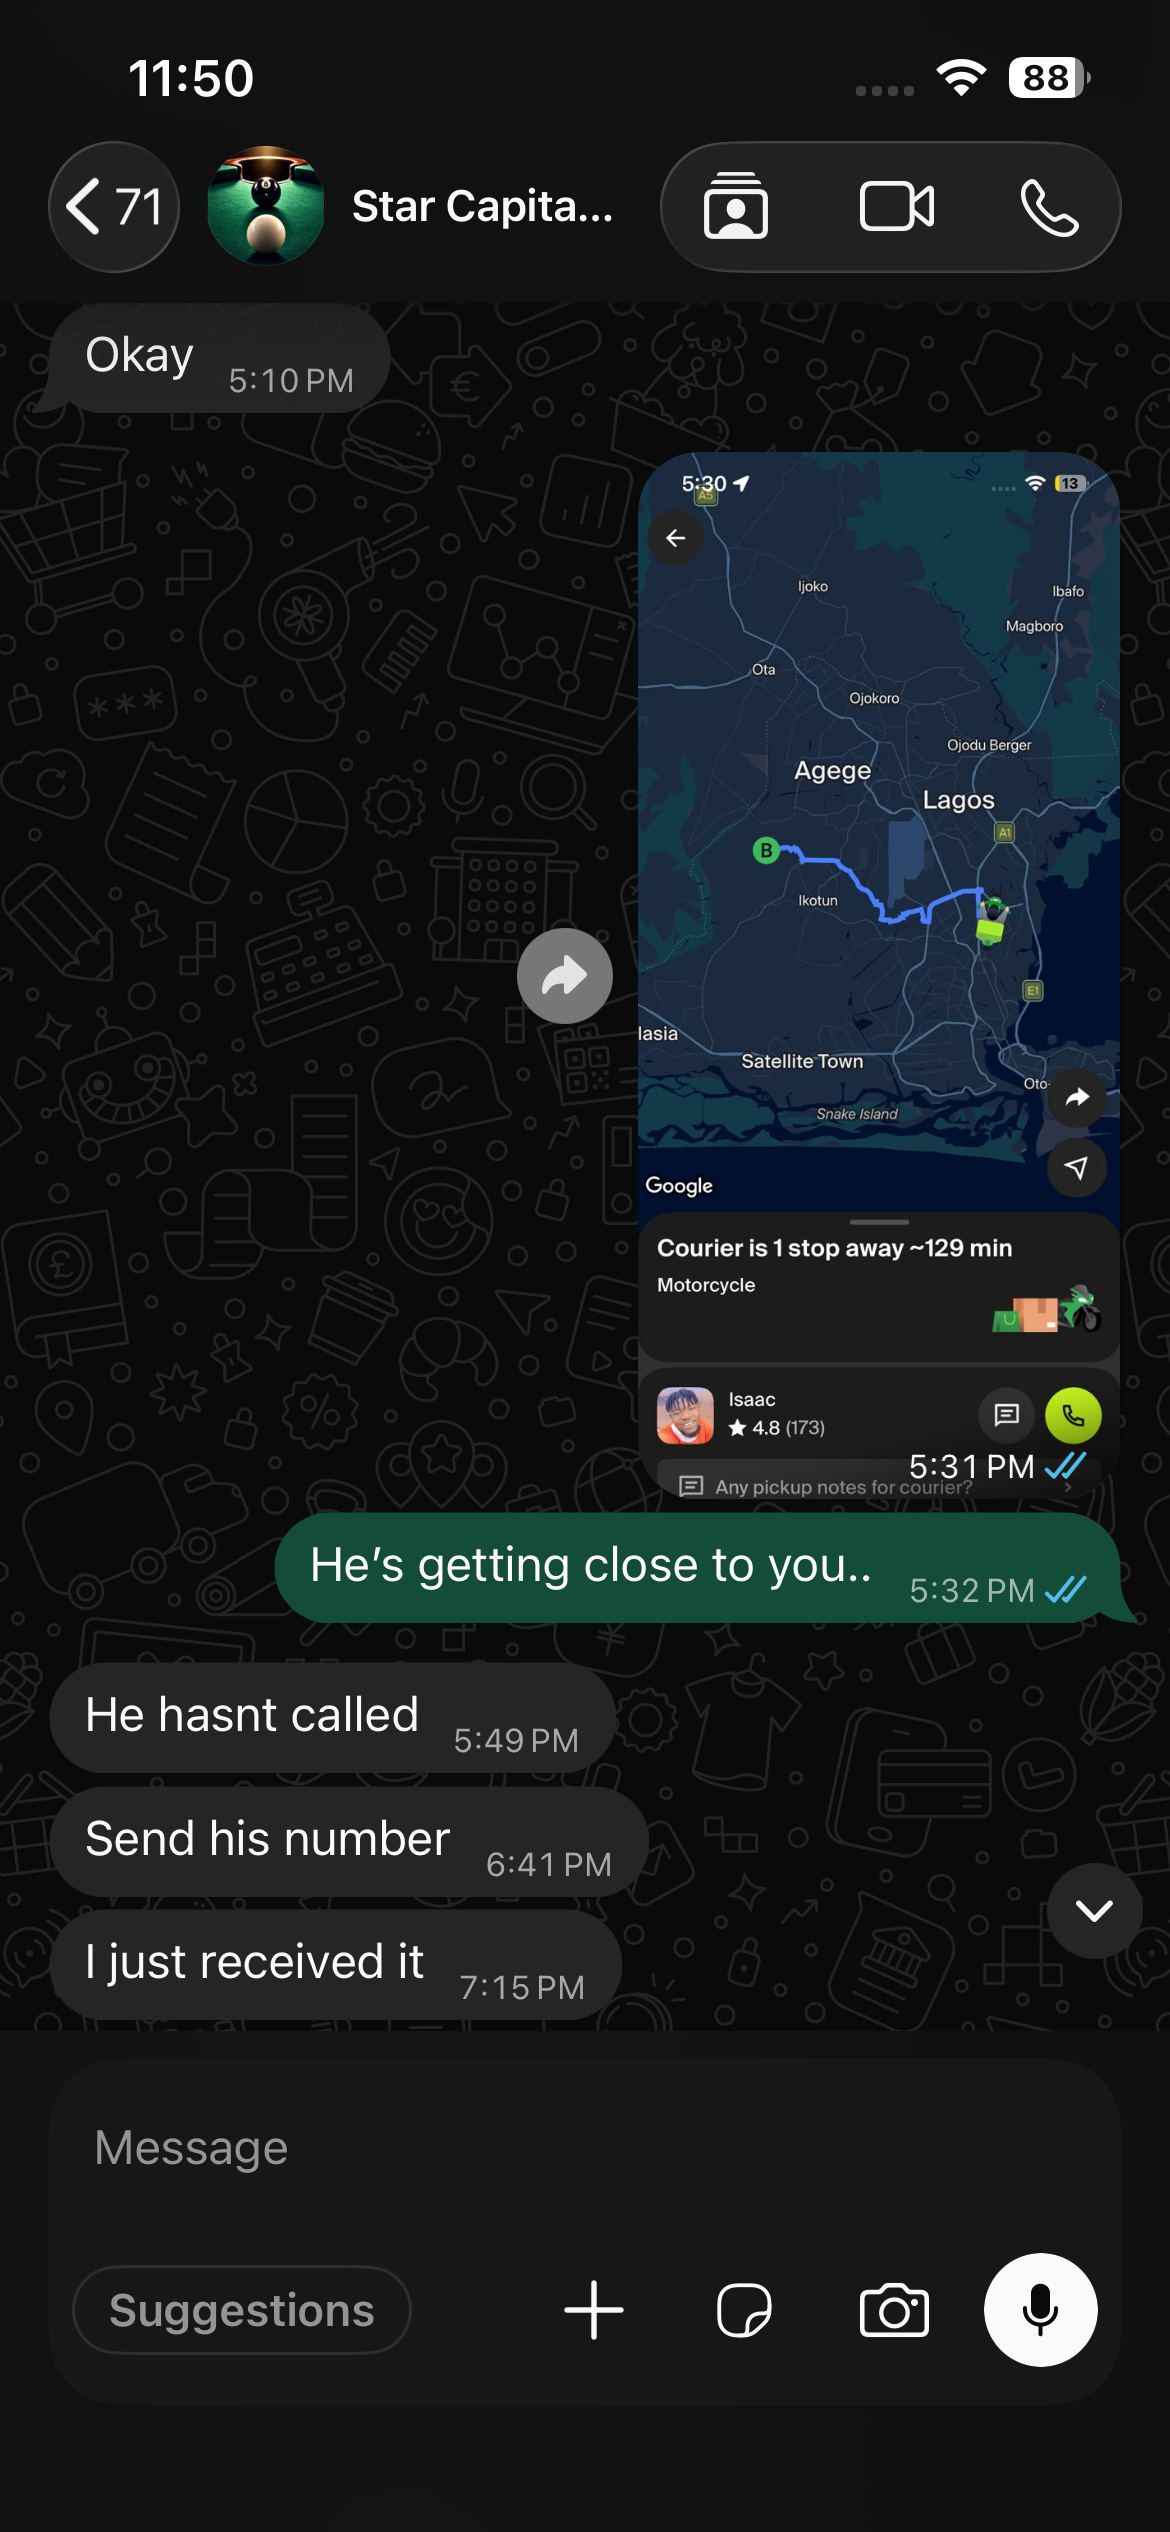 11:50
88
71
Star Capita...
Okay
5:10 PM
5:30
13
A5
Ijoko
Ibafo
Magboro
Ota
Ojokoro
Ojodu Berger
Agege
Lagos
A1
B
Ikotun
E1
lasia
Satellite Town
Oto-
Snake Island
Google
Courier is 1 stop away ~129 min
Motorcycle
Isaac
4.8 (173)
5:31 PM
Any pickup notes for courier?
He’s getting close to you..
5:32 PM
He hasnt called
5:49 PM
Send his number
6:41 PM
I just received it
7:15 PM
Message
Suggestions